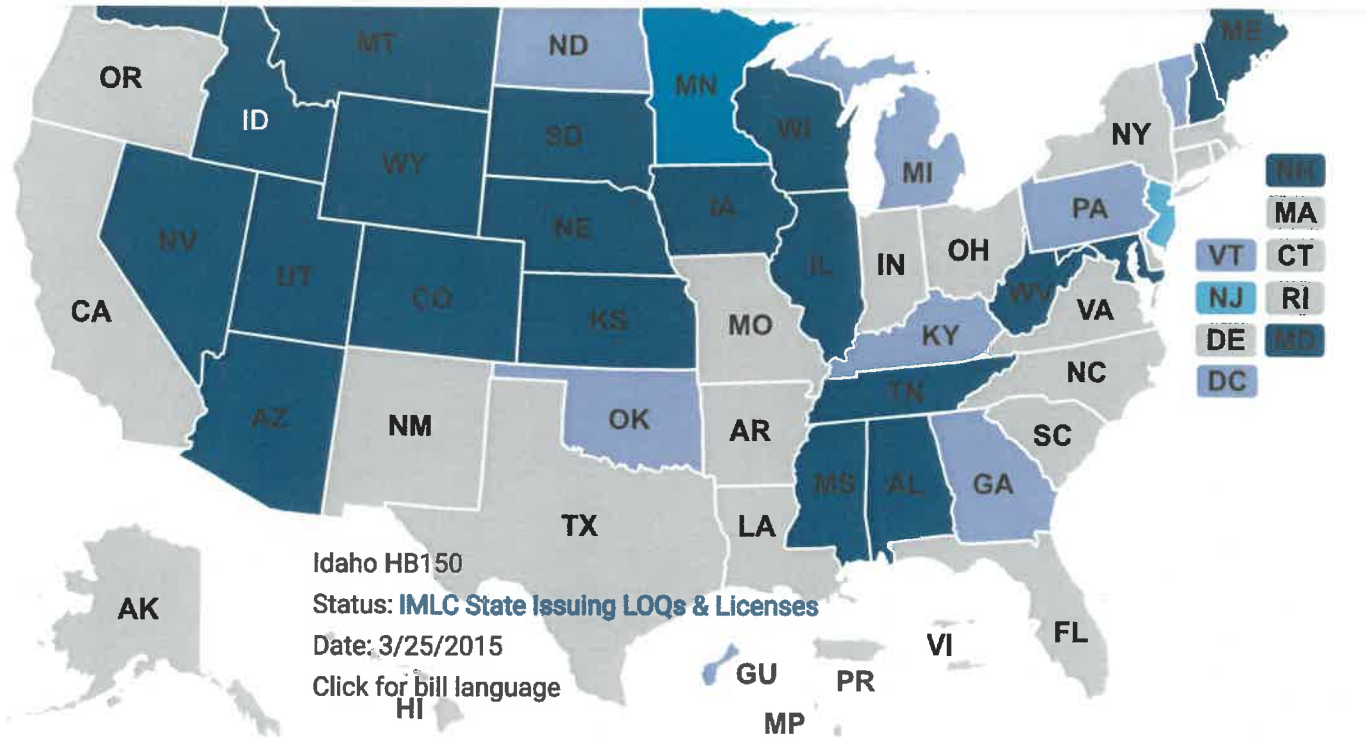 ME
MT
ND
MN
OR
ID
WI
NY
SD
WY
MI
NH
IA
PA
MA
NE
NV
OH
VT
CT
UT
IL
IN
CO
WV
NJ
RI
CA
KS
MO
VA
KY
DE
MD
NC
DC
AZ
TN
NM
OK
AR
SC
MS
AL
GA
TX
LA
Idaho HB150
Status: IMLC State Issuing LOQs & Licenses
AK
FL
Date: 3/25/2015
VI
GU
PR
Click for bill language
HI
MP